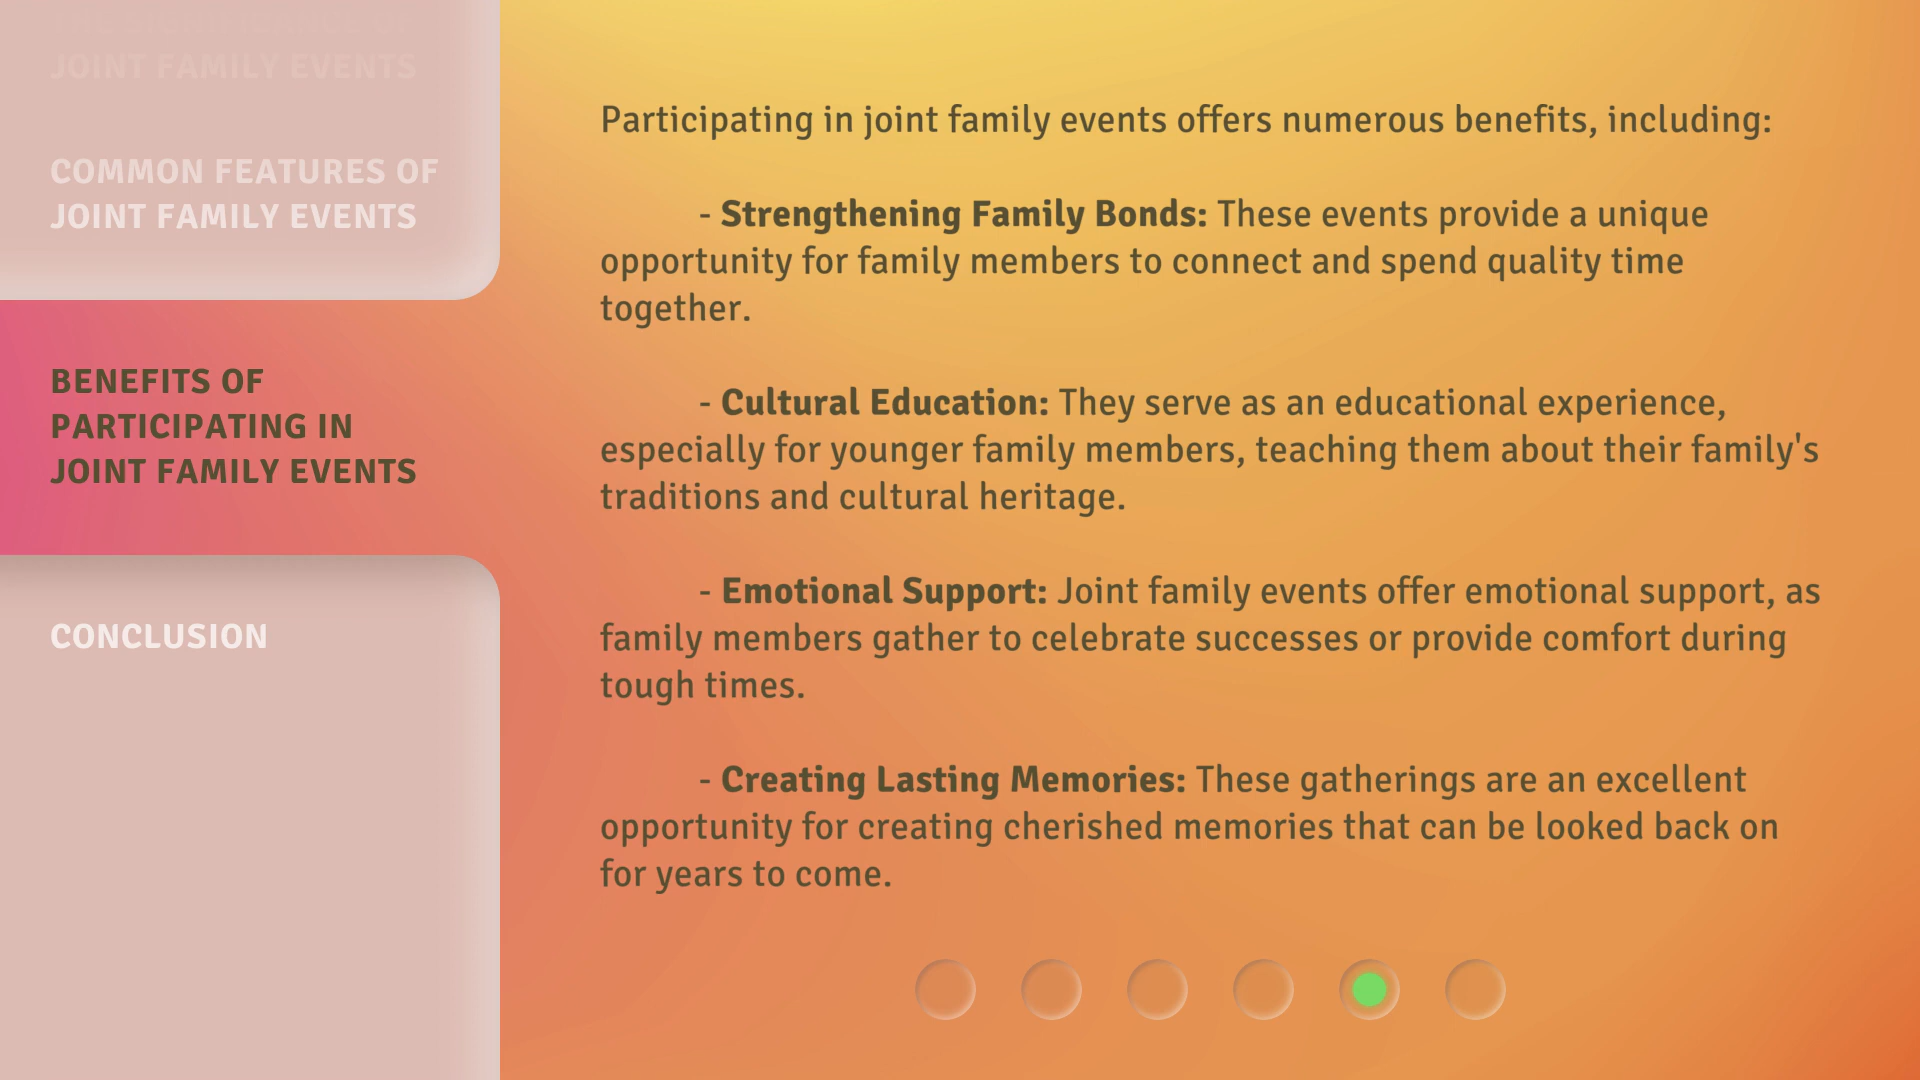 THE SIGNIFICANCE OF
JOINT FAMILY EVENTS
COMMON FEATURES OF
JOINT FAMILY EVENTS
BENEFITS OF
PARTICIPATING IN
JOINT FAMILY EVENTS
CONCLUSION
Participating in joint family events offers numerous benefits, including:
- Strengthening Family Bonds: These events provide a unique
opportunity for family members to connect and spend quality time
together.
- Cultural Education: They serve as an educational experience,
especially for younger family members, teaching them about their family's
traditions and cultural heritage.
- Emotional Support: Joint family events offer emotional support, as
family members gather to celebrate successes or provide comfort during
tough times.
- Creating Lasting Memories: These gatherings are an excellent
opportunity for creating cherished memories that can be looked back on
for years to come.